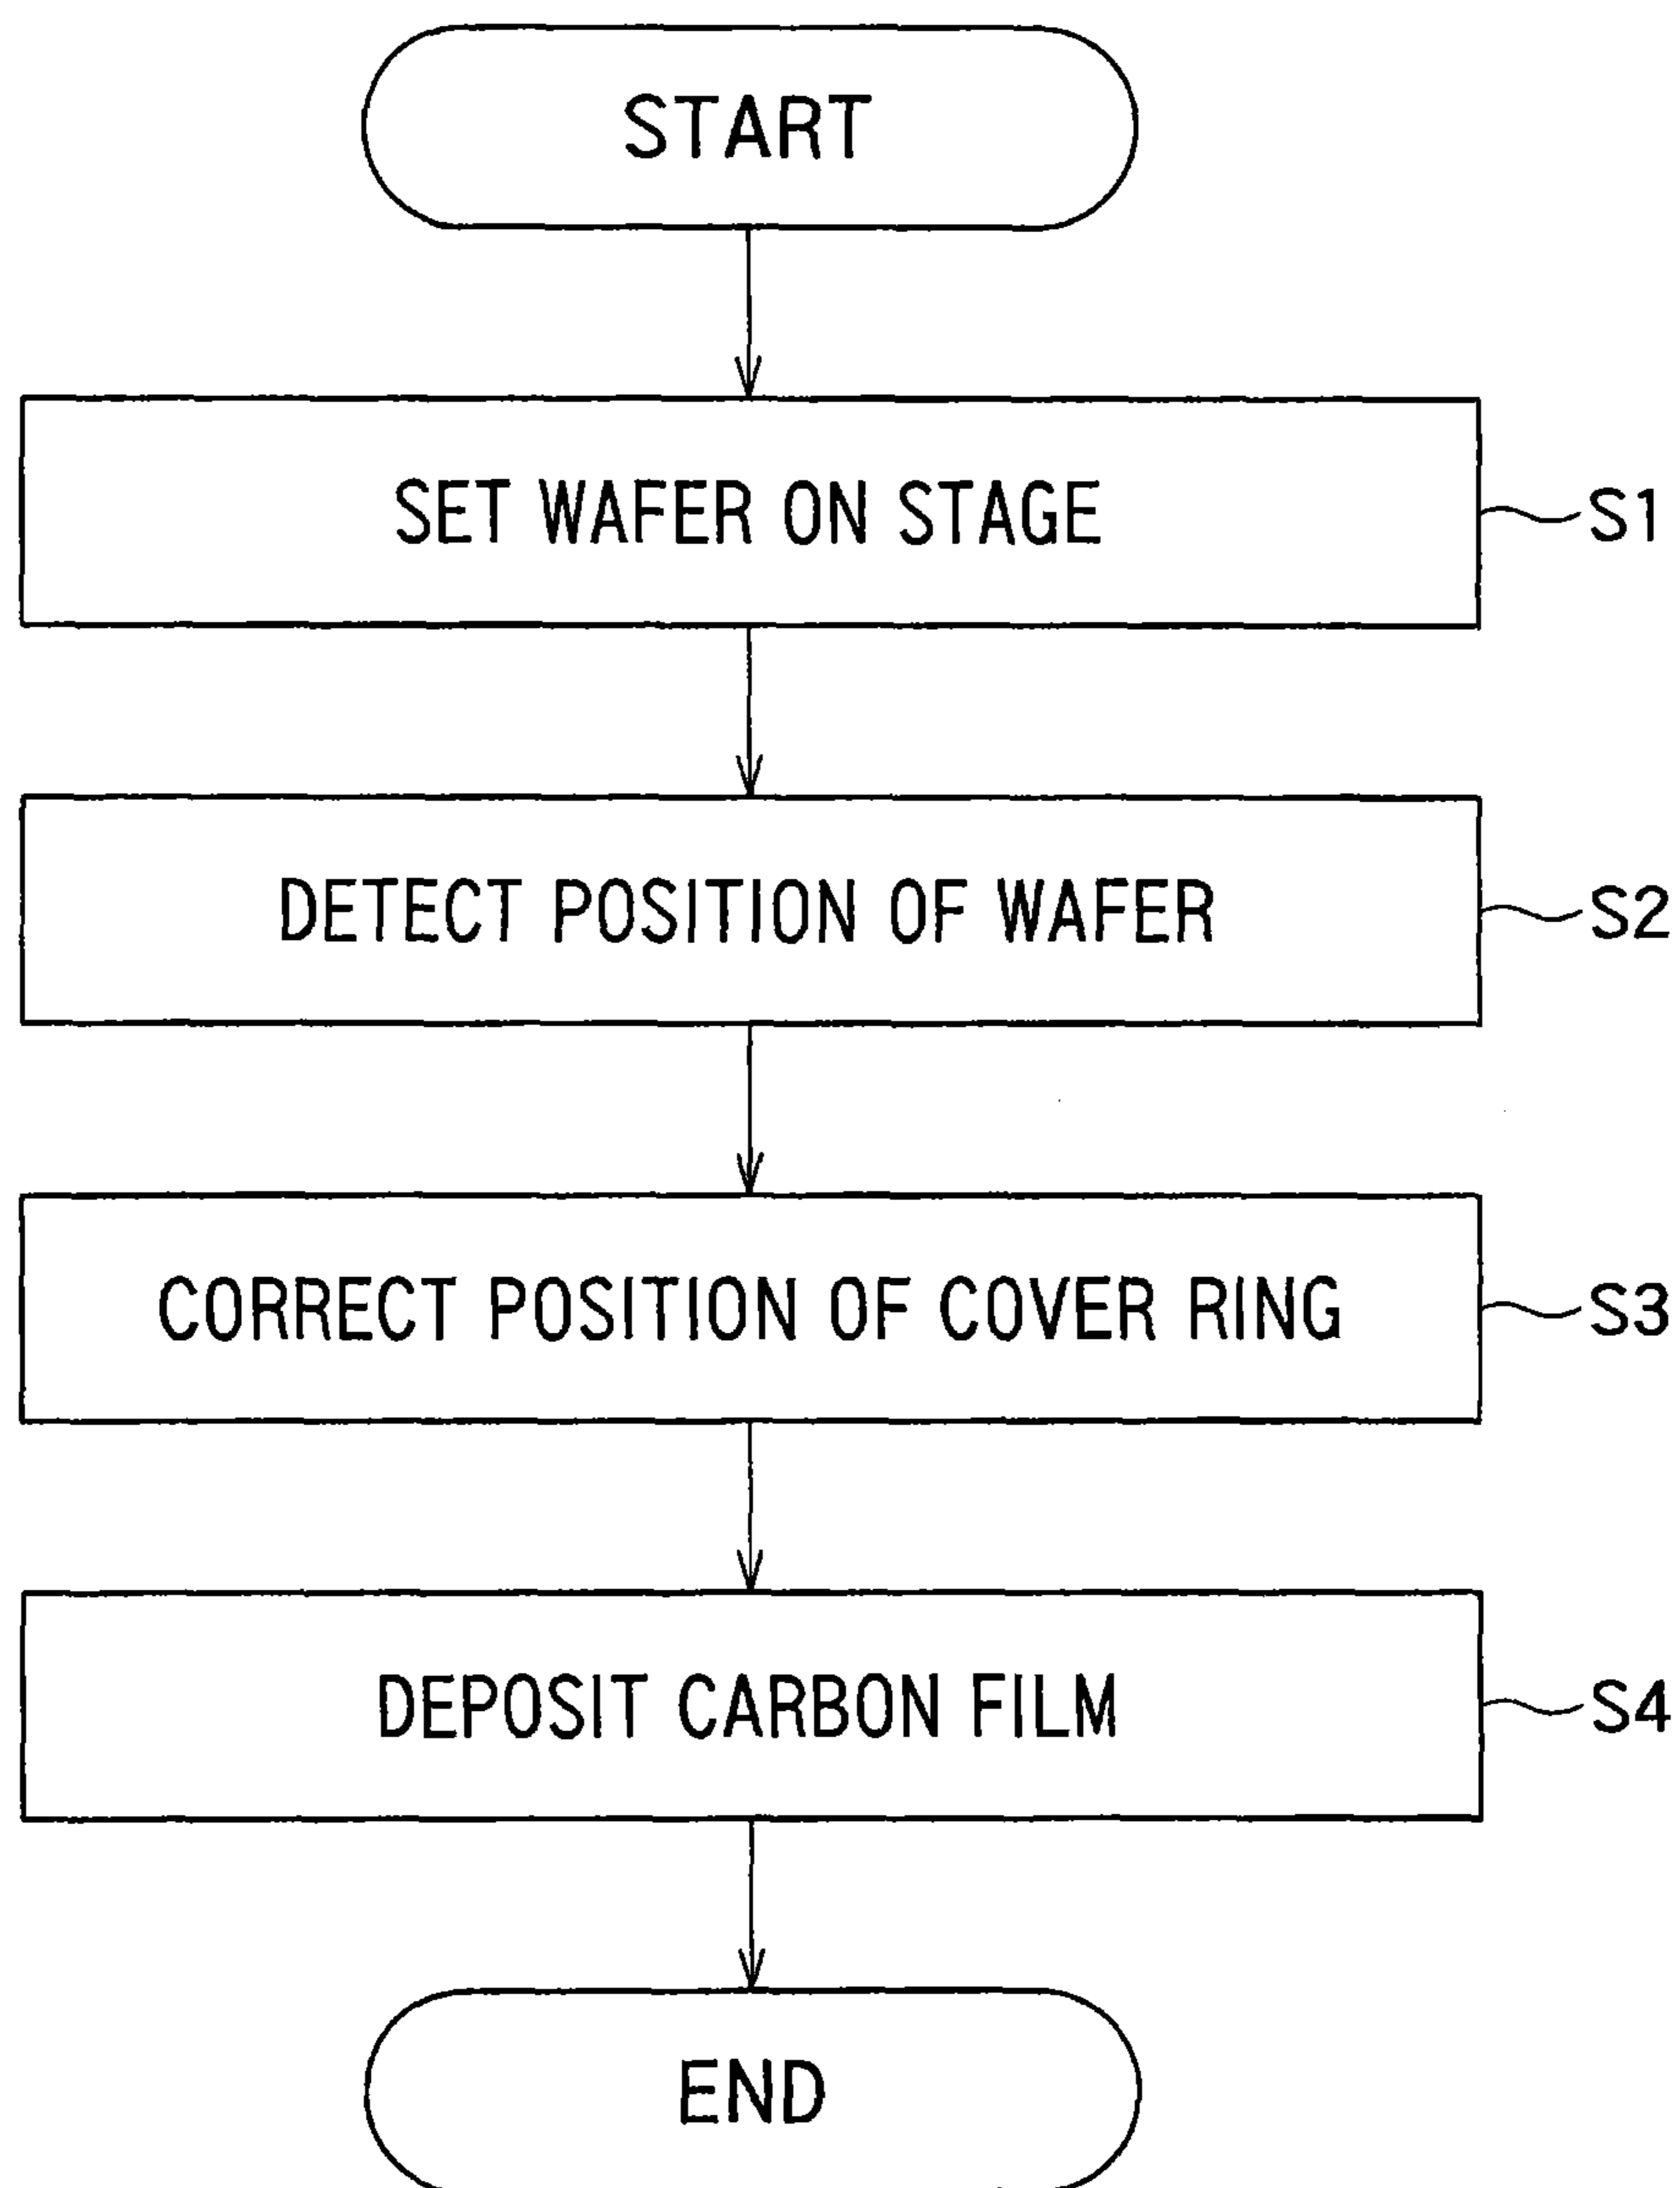 START
SET WAFER ON STAGE
S1
DETECT POSITION OF WAFER
S2
CORRECT POSITION OF COVER RING
S3
DEPOSIT CARBON FILM
S4
END